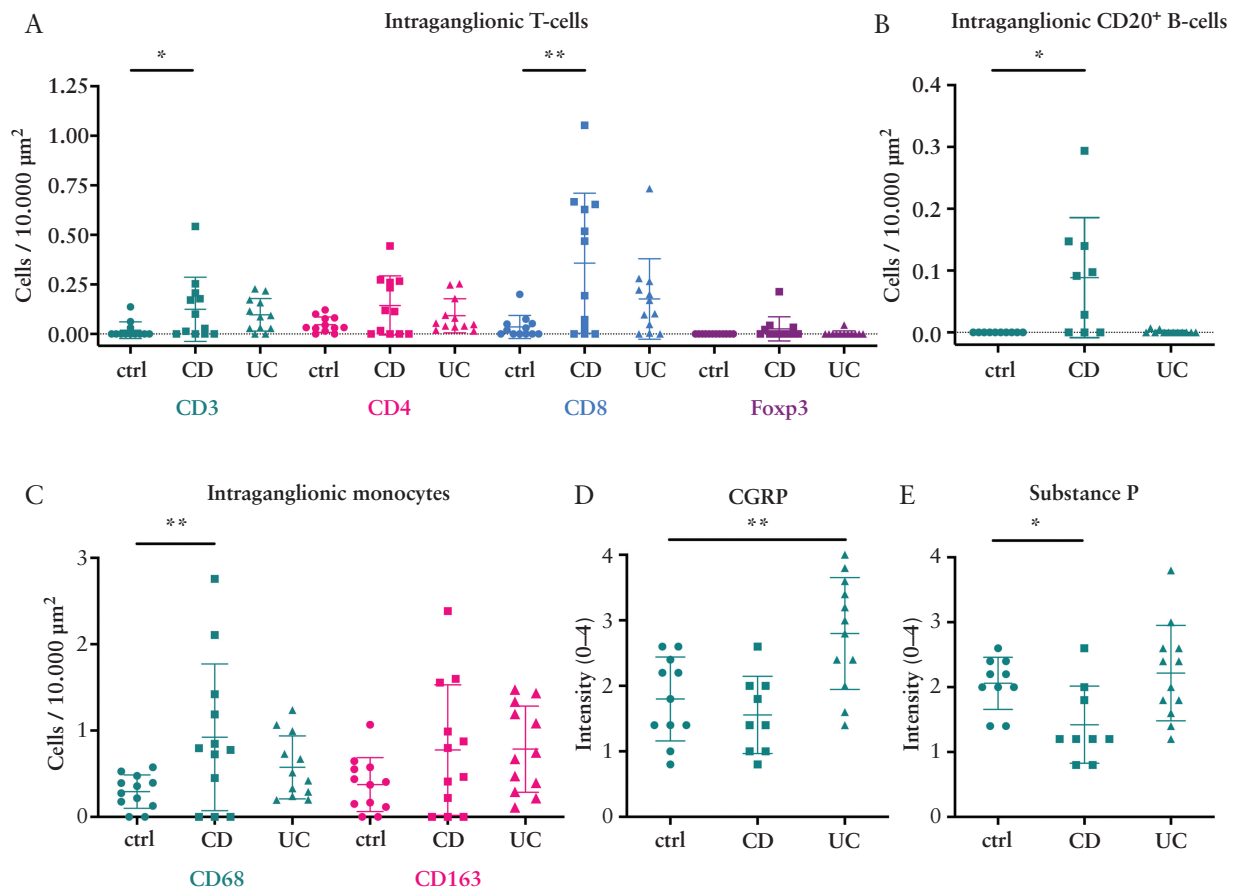 A
Intraganglionic T-cells
*
**
Cells / 10.000 µm²
1.25
1.00
0.75
0.50
0.25
0.00
ctrl CD UC ctrl CD UC ctrl CD UC ctrl CD UC
CD3 CD4 CD8 Foxp3
B
Intraganglionic CD20⁺ B-cells
*
Cells / 10.000 µm²
0.4
0.3
0.2
0.1
0.0
ctrl CD UC
C
Intraganglionic monocytes
**
Cells / 10.000 µm²
3
2
1
0
ctrl CD UC ctrl CD UC
CD68 CD163
D
CGRP
**
Intensity (0–4)
4
3
2
1
0
ctrl CD UC
E
Substance P
*
Intensity (0–4)
4
3
2
1
0
ctrl CD UC